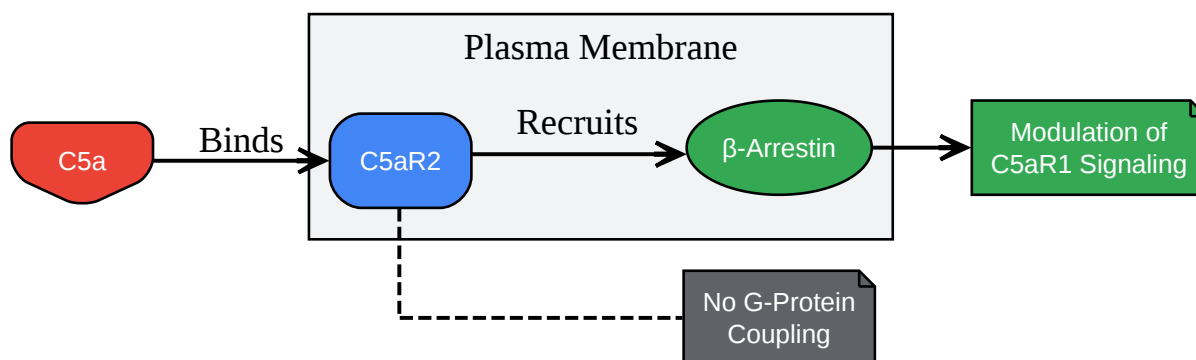 Plasma Membrane
C5a
Binds
C5aR2
Recruits
β-Arrestin
Modulation of
C5aR1 Signaling
No G-Protein
Coupling